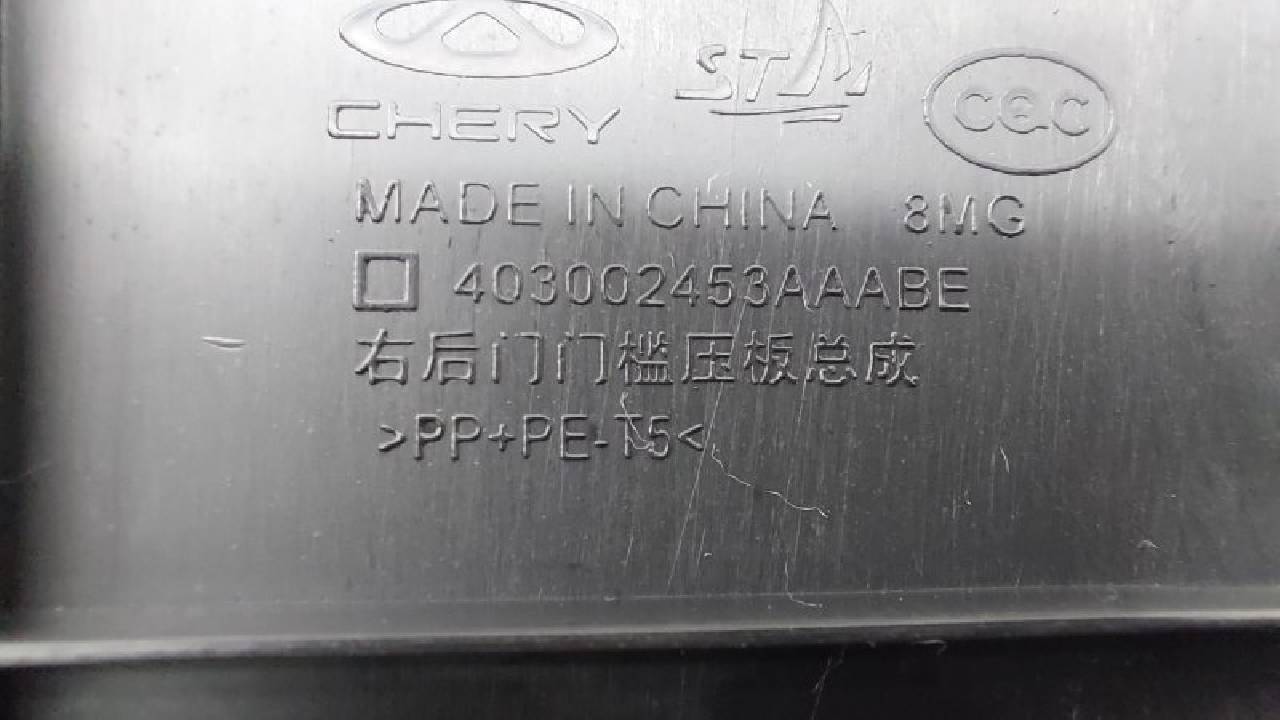 CHERY
STM
CQC
MADE IN CHINA 8MG
403002453AAABE
右后门门槛压板总成
>PP+PE-T5<